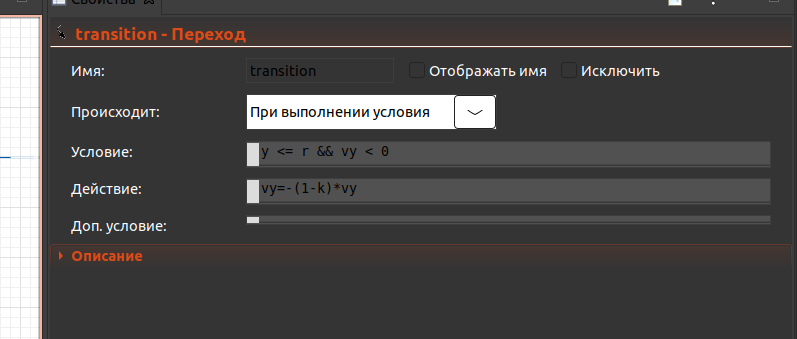 Свойства
transition - Переход
Имя: transition Отображать имя Исключить
Происходит: При выполнении условия
Условие: y <= r && vy < 0
Действие: vy=-(1-k)*vy
Доп. условие:
Описание